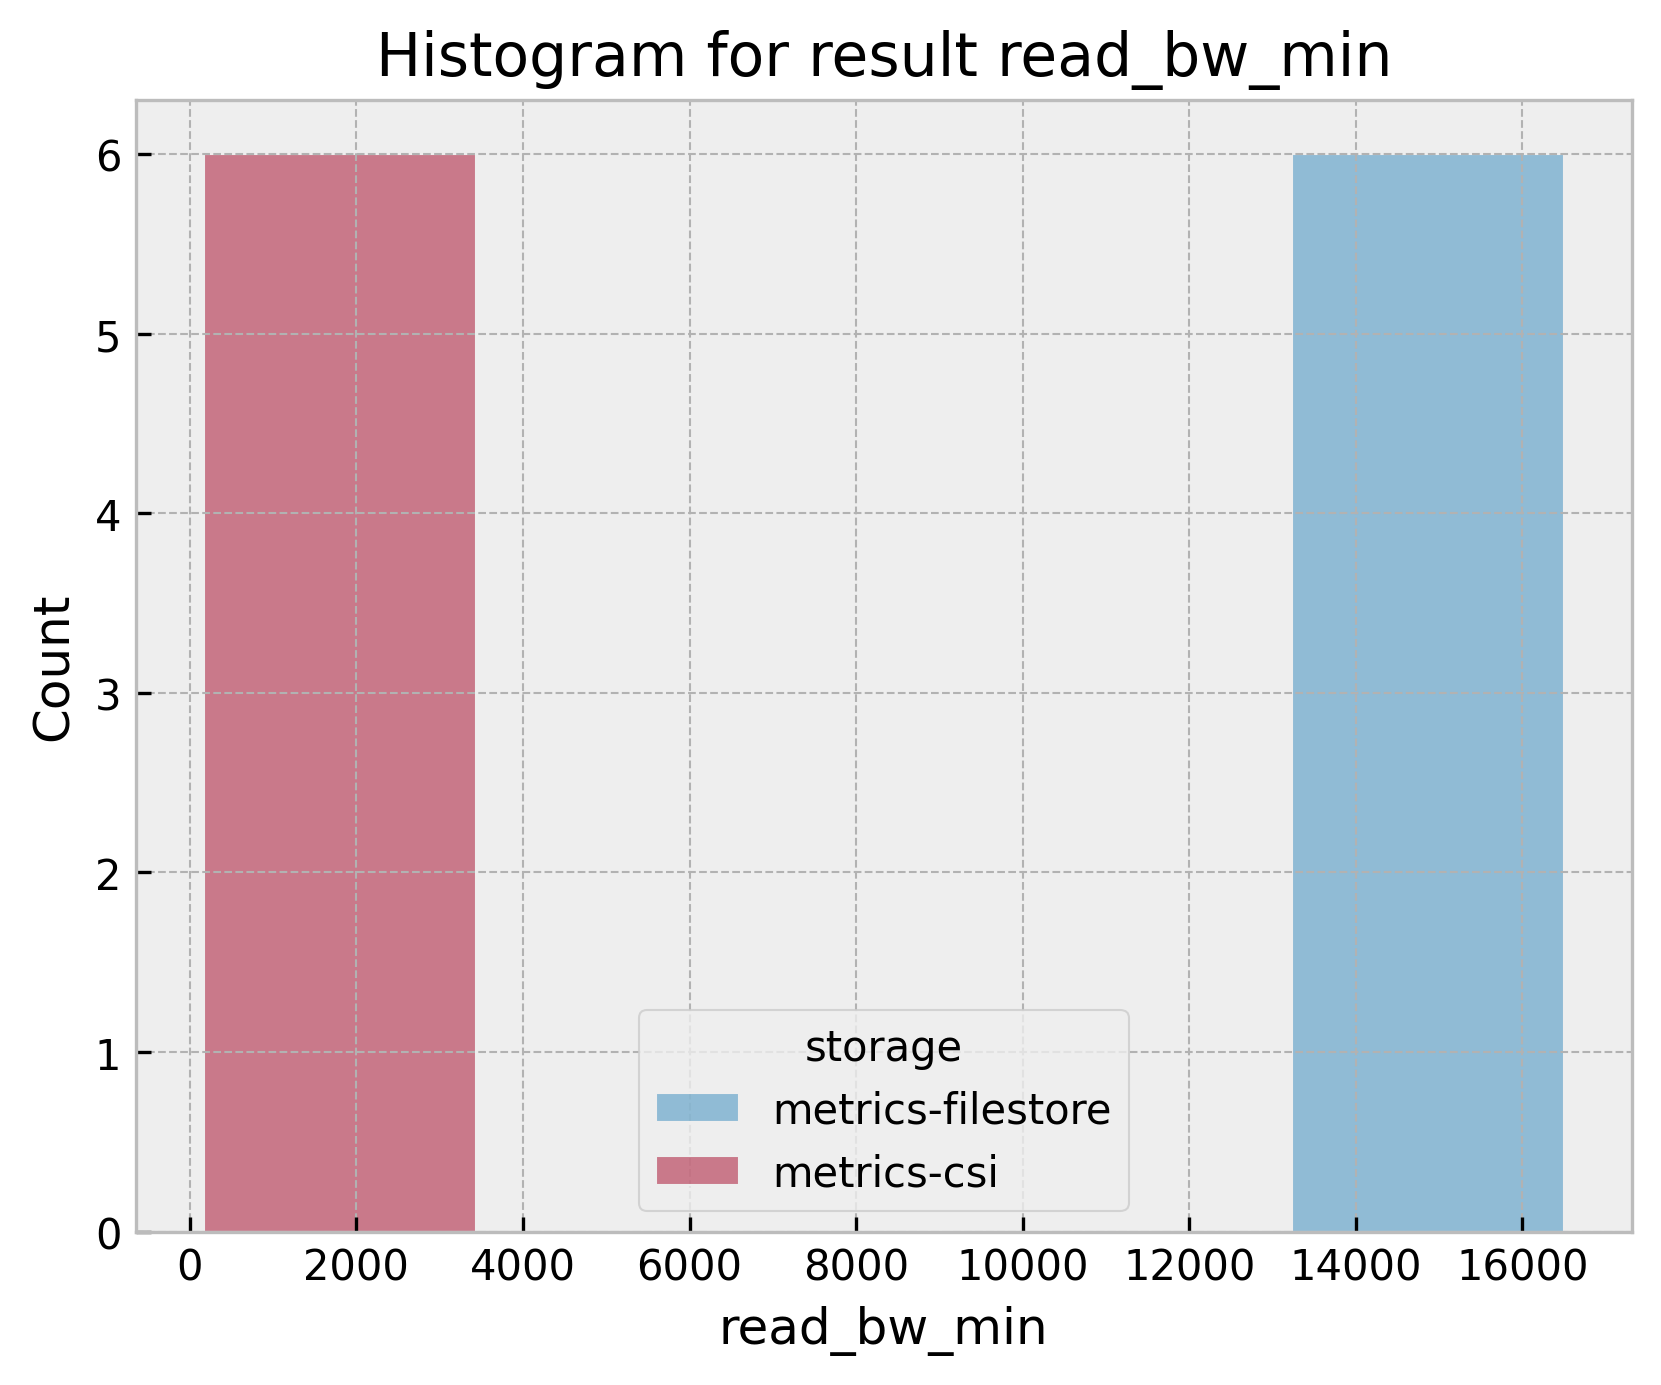 Histogram for result read_bw_min
6
5
4
3
2
1
0
Count
storage
metrics-filestore
metrics-csi
0 2000 4000 6000 8000 10000 12000 14000 16000
read_bw_min